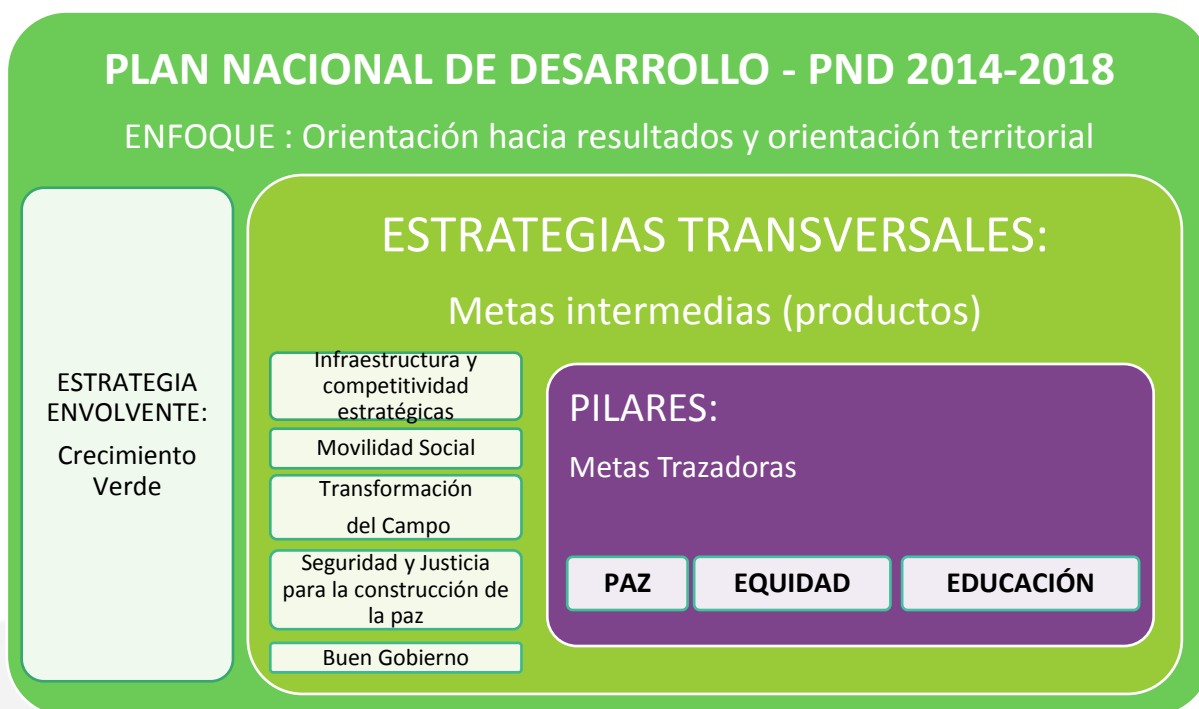 PLAN NACIONAL DE DESARROLLO - PND 2014-2018
ENFOQUE : Orientación hacia resultados y orientación territorial
ESTRATEGIA
ENVOLVENTE:
Crecimiento
Verde
ESTRATEGIAS TRANSVERSALES:
Metas intermedias (productos)
Infraestructura y
competitividad
estratégicas
Movilidad Social
Transformación
del Campo
Seguridad y Justicia
para la construcción de
la paz
Buen Gobierno
PILARES:
Metas Trazadoras
PAZ
EQUIDAD
EDUCACIÓN